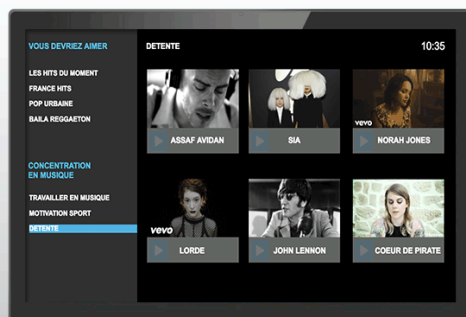 VOUS DEVRIEZ AIMER
LES HITS DU MOMENT
FRANCE HITS
POP URBAINE
BAILA REGGAETON
CONCENTRATION
EN MUSIQUE
TRAVAILLER EN MUSIQUE
MOTIVATION SPORT
DETENTE
DETENTE
10:35
vevo
ASSAF AVIDAN
SIA
NORAH JONES
vevo
LORDE
JOHN LENNON
COEUR DE PIRATE